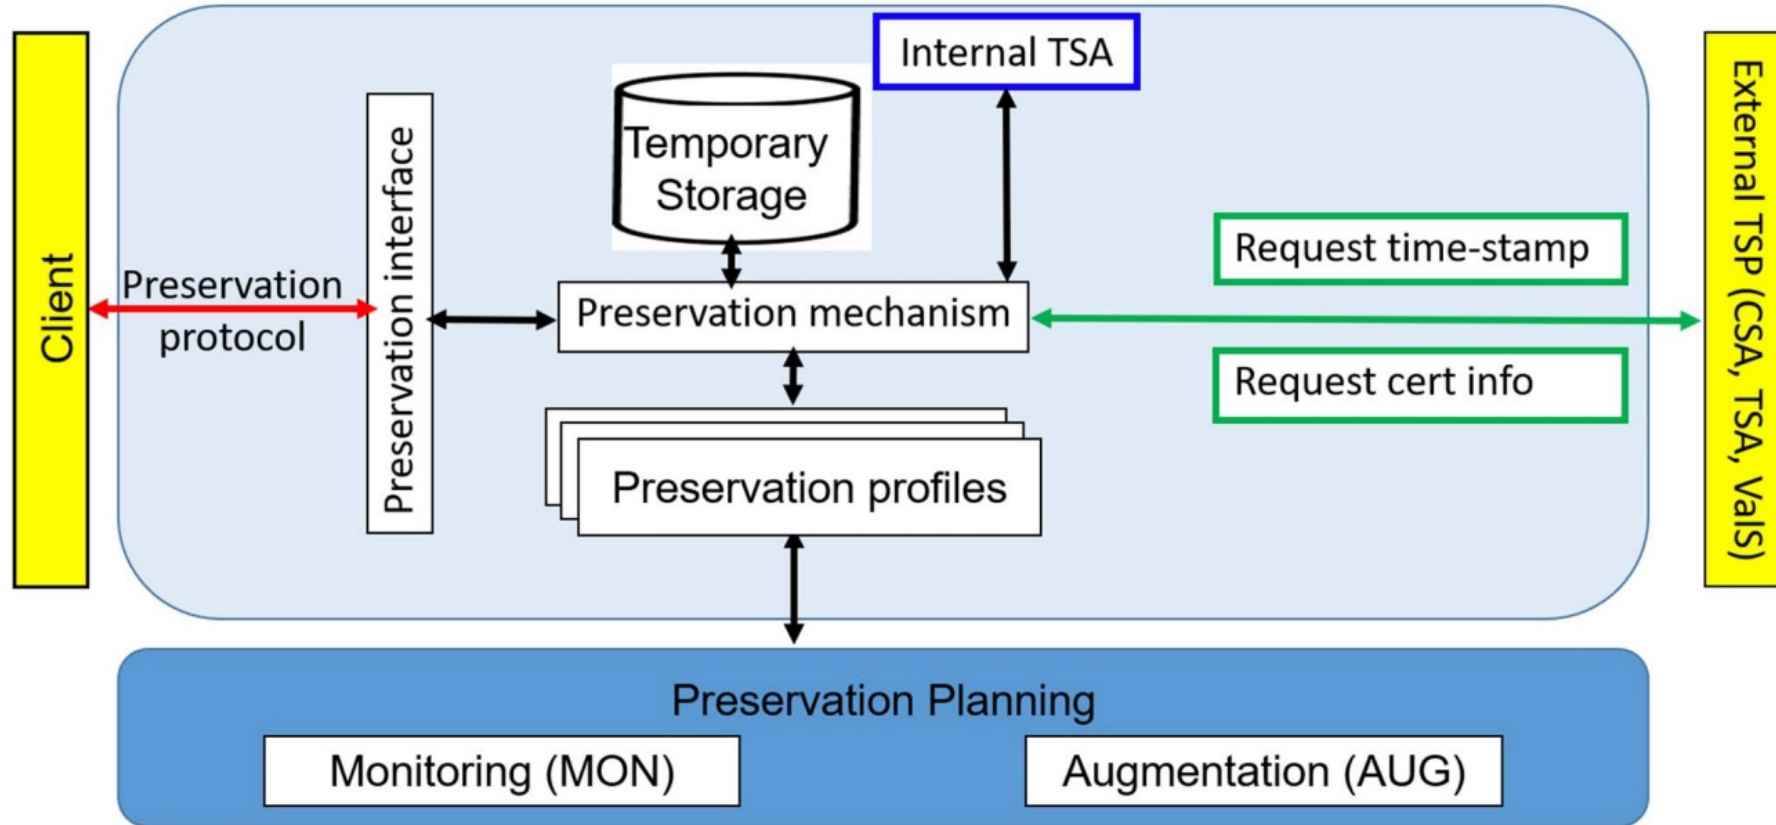 Internal TSA
Temporary
Storage
Client
Preservation
protocol
Preservation interface
Preservation mechanism
Request time-stamp
Request cert info
External TSP (CSA, TSA, ValS)
Preservation profiles
Preservation Planning
Monitoring (MON)
Augmentation (AUG)